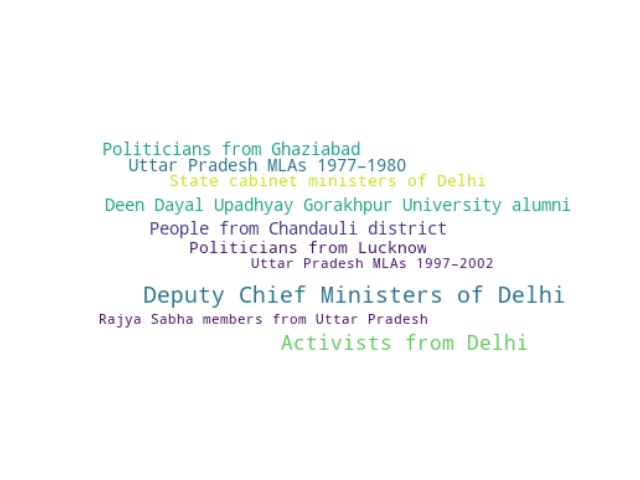 Politicians from Ghaziabad
Uttar Pradesh MLAs 1977–1980
State cabinet ministers of Delhi
Deen Dayal Upadhyay Gorakhpur University alumni
People from Chandauli district
Politicians from Lucknow
Uttar Pradesh MLAs 1997–2002
Deputy Chief Ministers of Delhi
Rajya Sabha members from Uttar Pradesh
Activists from Delhi